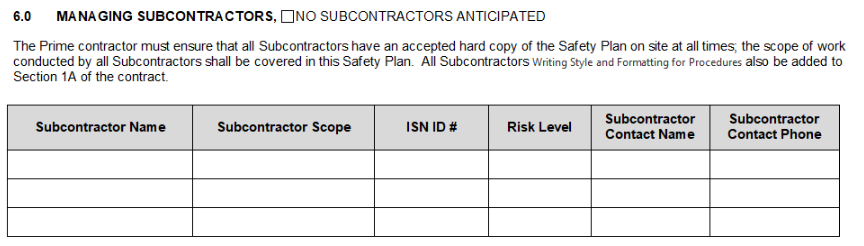 6.0 MANAGING SUBCONTRACTORS, ☐NO SUBCONTRACTORS ANTICIPATED
The Prime contractor must ensure that all Subcontractors have an accepted hard copy of the Safety Plan on site at all times; the scope of work
conducted by all Subcontractors shall be covered in this Safety Plan. All Subcontractors Writing Style and Formatting for Procedures also be added to
Section 1A of the contract.
Subcontractor Name Subcontractor Scope ISN ID # Risk Level Subcontractor Contact Name Subcontractor Contact Phone